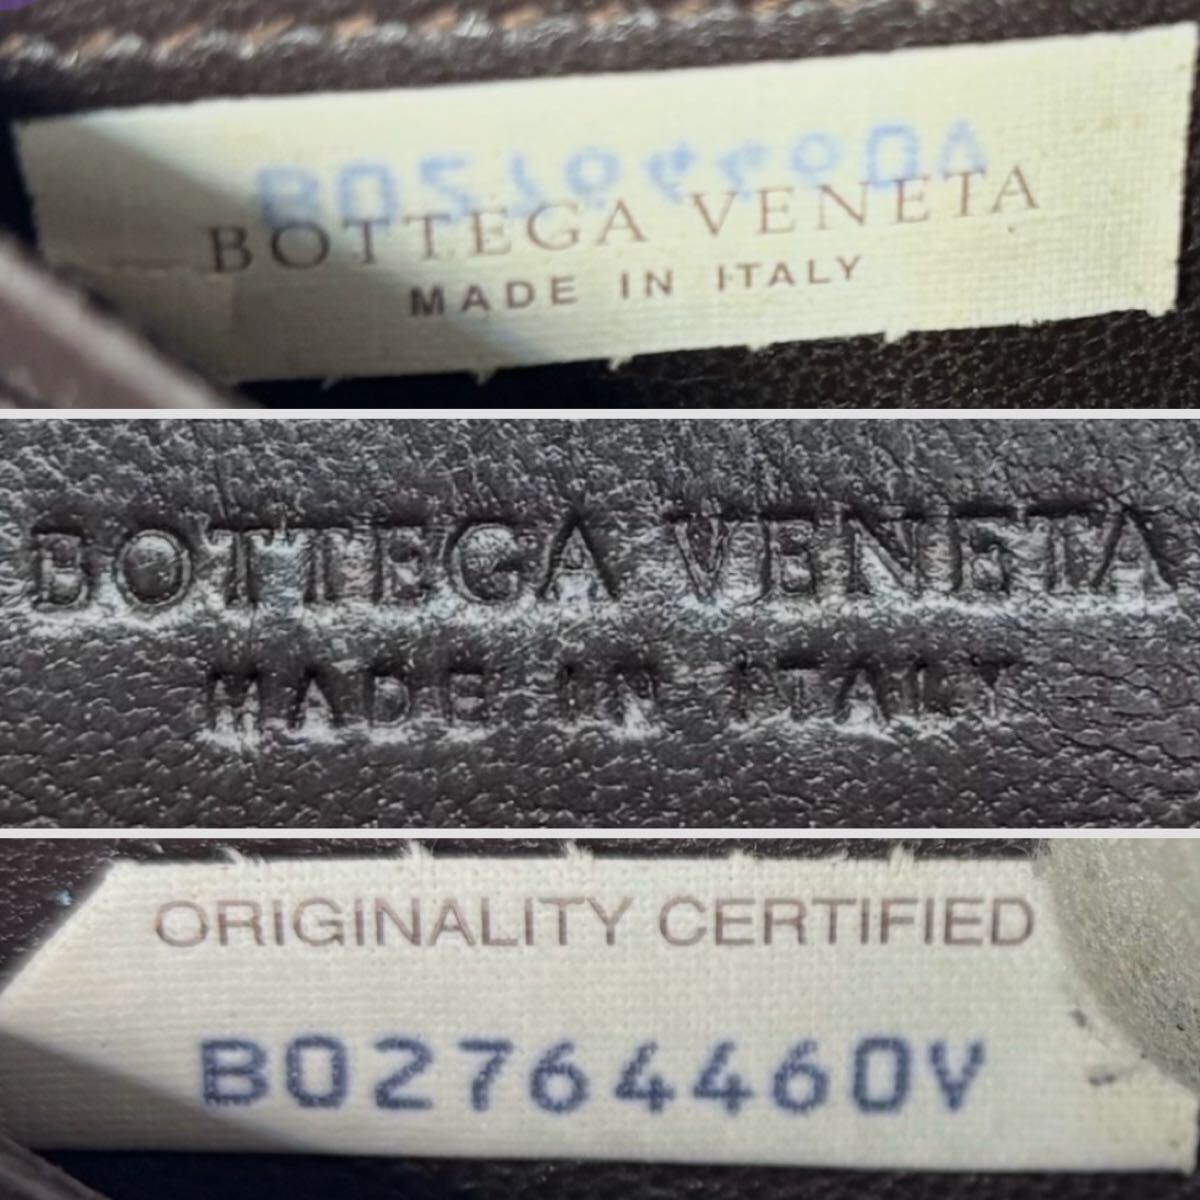 BOTTEGA VENETA
MADE IN ITALY
BOTTEGA VENETA
MADE IN ITALY
ORIGINALITY CERTIFIED
B02764460V